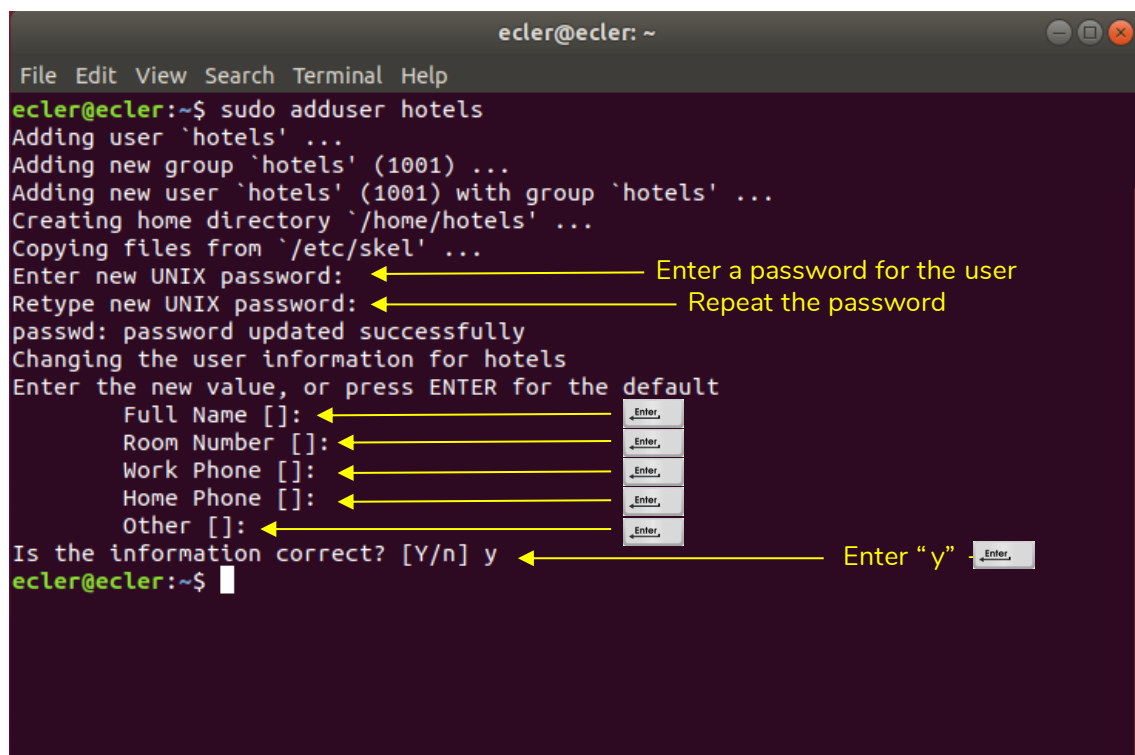 ecler@ecler: ~
File Edit View Search Terminal Help
ecler@ecler:~$ sudo adduser hotels
Adding user `hotels' ...
Adding new group `hotels' (1001) ...
Adding new user `hotels' (1001) with group `hotels' ...
Creating home directory `/home/hotels' ...
Copying files from `/etc/skel' ...
Enter new UNIX password: Enter a password for the user
Retype new UNIX password: Repeat the password
passwd: password updated successfully
Changing the user information for hotels
Enter the new value, or press ENTER for the default
Full Name []: Enter
Room Number []: Enter
Work Phone []: Enter
Home Phone []: Enter
Other []: Enter
Is the information correct? [Y/n] y Enter “y” Enter
ecler@ecler:~$